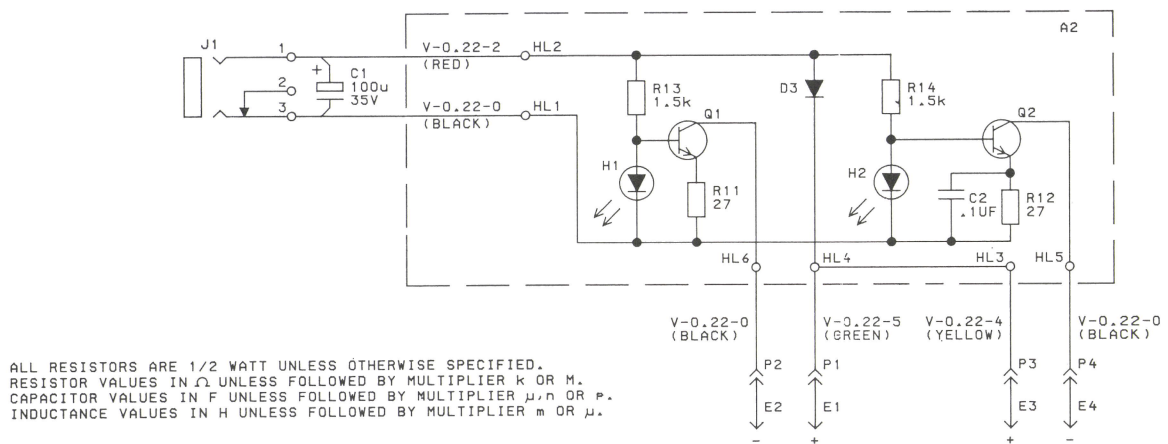 A2
J1
1
2
3
+
C1
100u
35V
V-0.22-2
(RED)
HL2
V-0.22-0
(BLACK)
HL1
R13
1.5k
D3
R14
1.5k
Q1
Q2
H1
R11
27
H2
C2
.1UF
R12
27
HL6
HL4
HL3
HL5
V-0.22-0
(BLACK)
V-0.22-5
(GREEN)
V-0.22-4
(YELLOW)
V-0.22-0
(BLACK)
P2
P1
P3
P4
E2
E1
E3
E4
-
+
+
-
ALL RESISTORS ARE 1/2 WATT UNLESS OTHERWISE SPECIFIED.
RESISTOR VALUES IN Ω UNLESS FOLLOWED BY MULTIPLIER k OR M.
CAPACITOR VALUES IN F UNLESS FOLLOWED BY MULTIPLIER μ,n OR P.
INDUCTANCE VALUES IN H UNLESS FOLLOWED BY MULTIPLIER m OR μ.